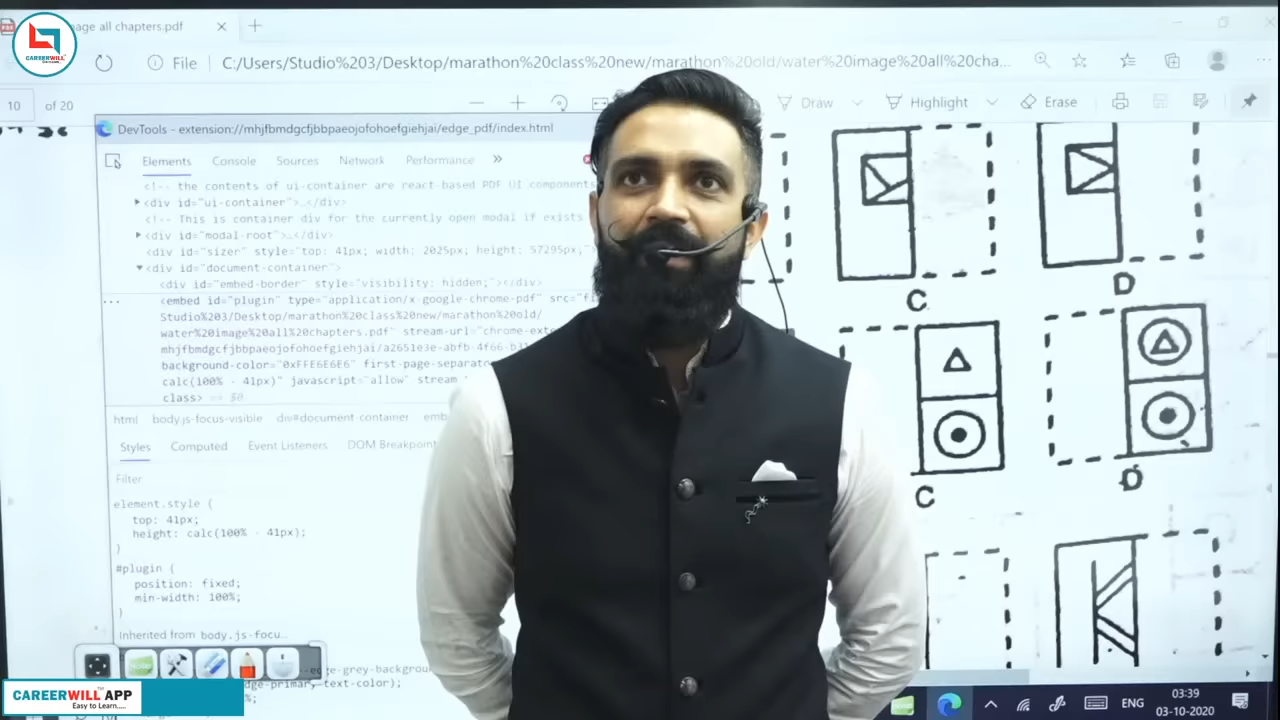 CAREERWILL
nage all chapters.pdf
File
C:/Users/Studio%203/Desktop/marathon%20class%20new/marathon%20old/water%20image%20all%20cha...
10 of 20
Draw
Highlight
Erase
DevTools - extension://mhjfbmdgcfjbbpaeojofohoefgiehjai/edge_pdf/index.html
Elements Console Sources Network Performance »
<!-- the contents of ui-container are react-based PDF UI components
<div id="ui-container">…</div>
<!-- This is container div for the currently open modal if exists
<div id="modal-root">…</div>
<div id="sizer" style="top: 41px; width: 2025px; height: 57295px;">
<div id="document-container">
<div id="embed-border" style="visibility: hidden;"></div>
<embed id="plugin" type="application/x google-chrome-pdf" src="fi
Studio%203/Desktop/marathon%20class%20new/marathon%20old/
water%20image%20all%20chapters.pdf" stream-url="chrome-exte
mhjfbmdgcfjbbpaeojofohoefgiehjai/a2651e3e-abfb-4f66-b31
background-color="0xFFE6E6E6" first-page-separato
calc(100% - 41px)" javascript="allow" stream
class> == $0
html body.js-focus-visible div#document-container emb
Styles Computed Event Listeners DOM Breakpoint
Filter
element.style {
top: 41px;
height: calc(100% - 41px);
}
#plugin {
position: fixed;
min-width: 100%;
}
Inherited from body.js-focu..
C
D
C
D
CAREERWILL APP
Easy to Learn.....
ENG
03:39
03-10-2020